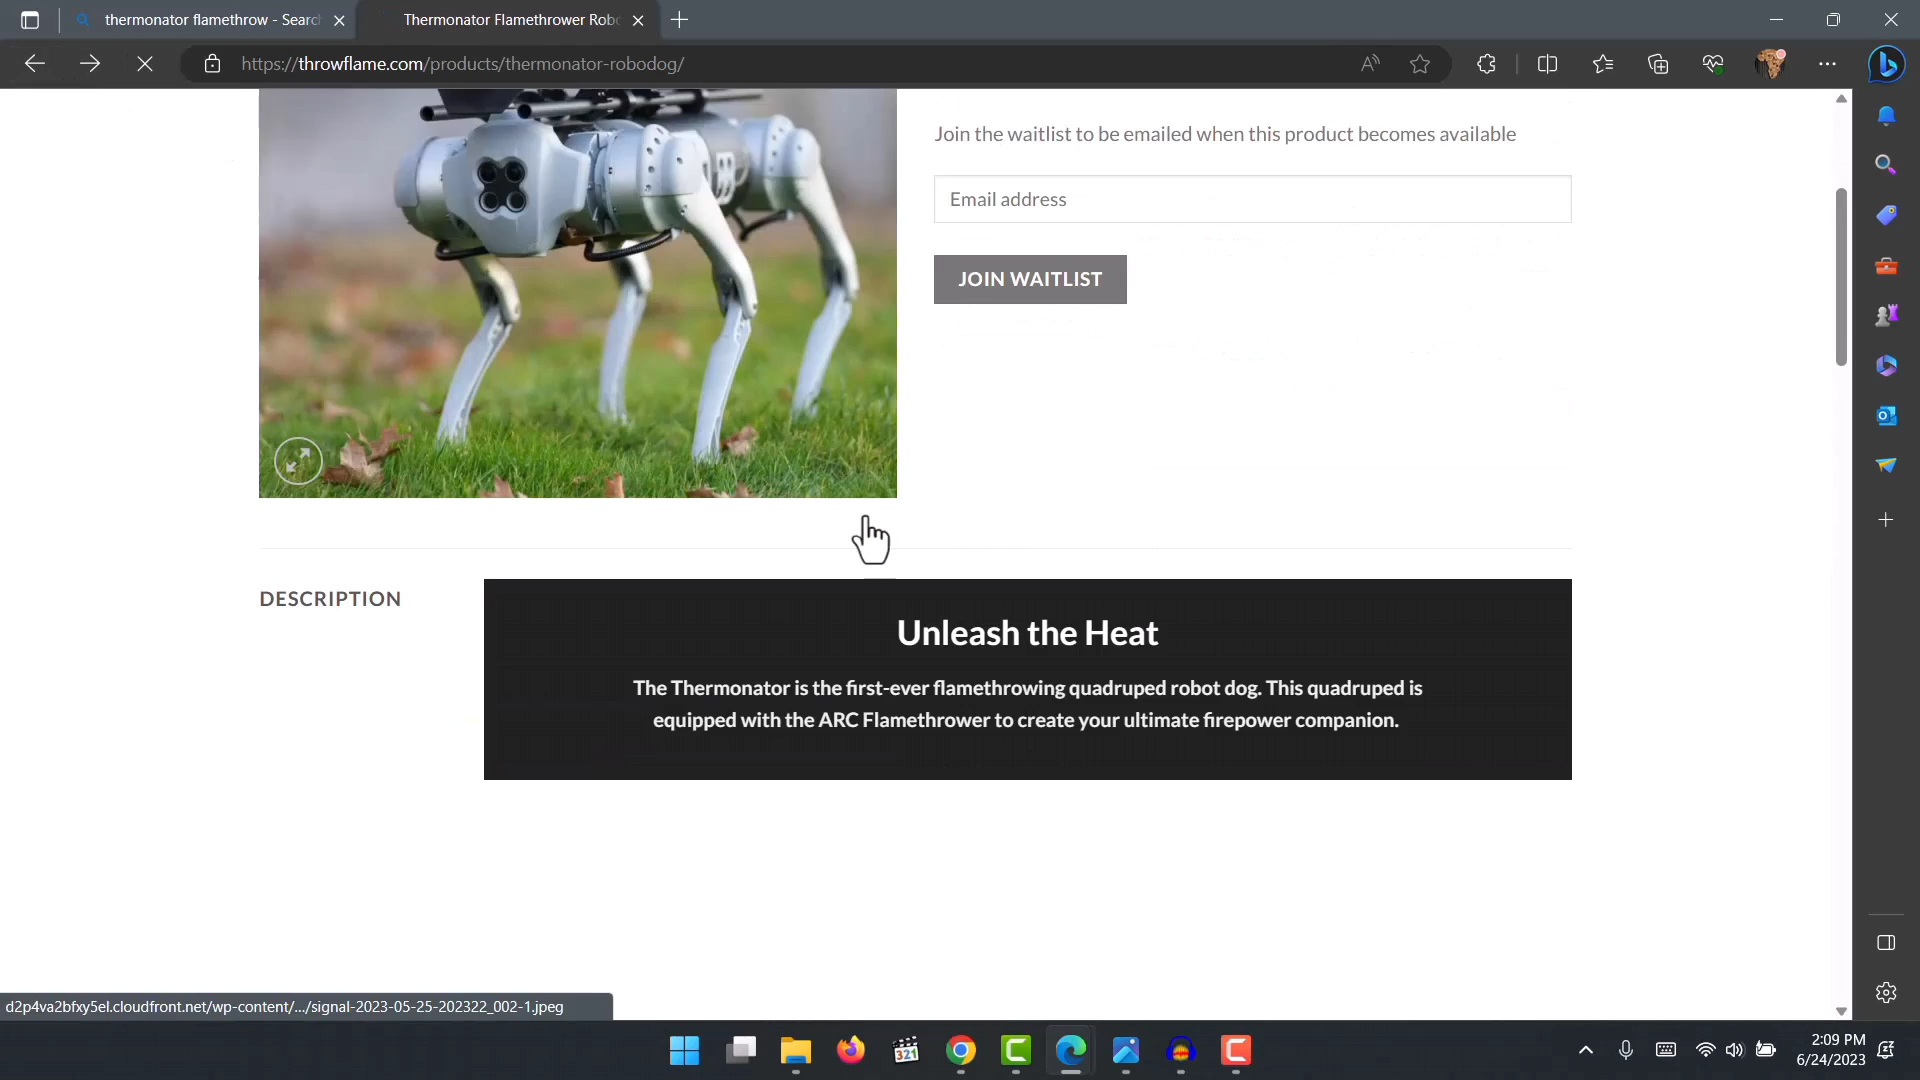 thermonator flamethrow - Search
Thermonator Flamethrower Rob
https://throwflame.com/products/thermonator-robodog/
Join the waitlist to be emailed when this product becomes available
Email address
JOIN WAITLIST
DESCRIPTION
Unleash the Heat
The Thermonator is the first-ever flamethrowing quadruped robot dog. This quadruped is
equipped with the ARC Flamethrower to create your ultimate firepower companion.
d2p4va2bfxy5el.cloudfront.net/wp-content/.../signal-2023-05-25-202322_002-1.jpeg
321
2:09 PM
6/24/2023